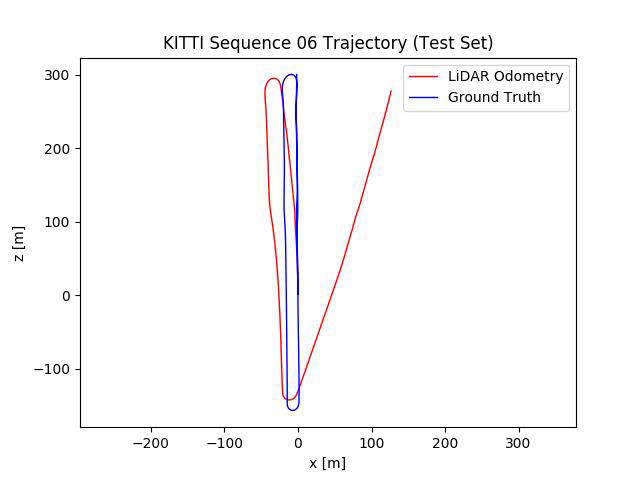 KITTI Sequence 06 Trajectory (Test Set)
LiDAR Odometry
Ground Truth
300
200
100
0
−100
z [m]
−200
−100
0
100
200
300
x [m]